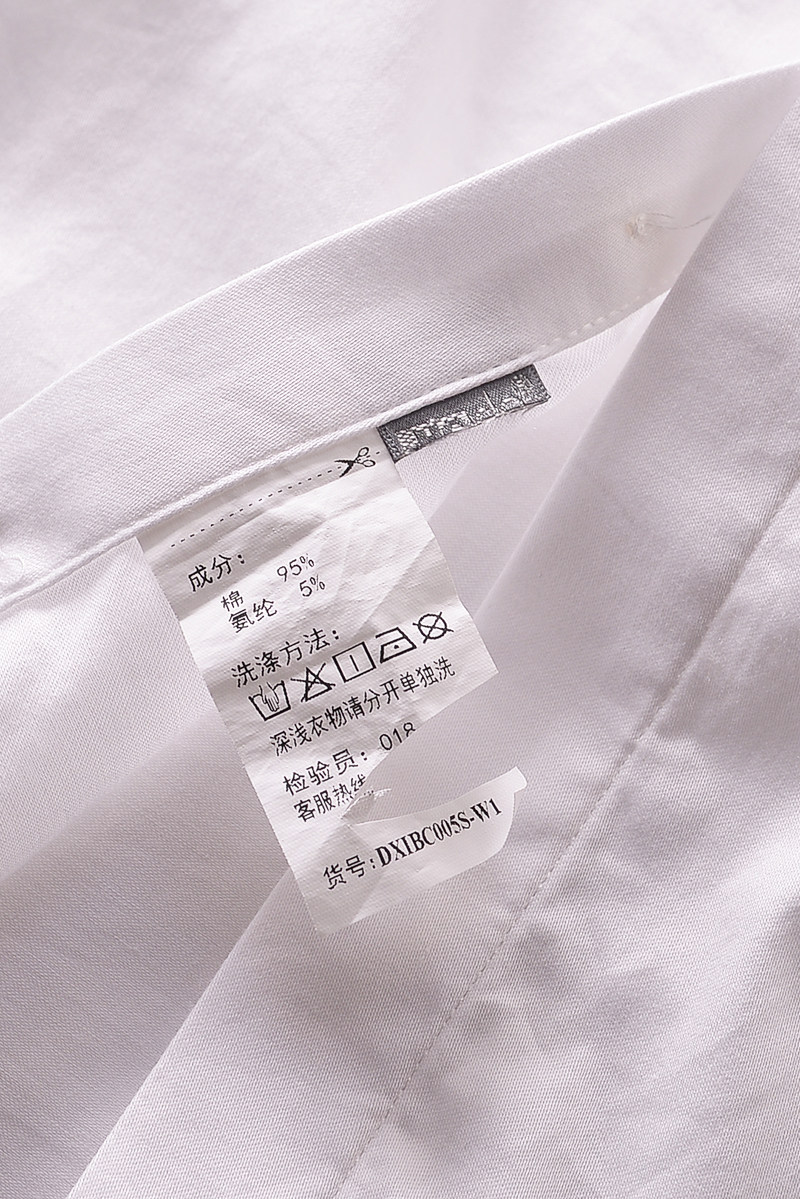 成分：
棉 95%
氨纶 5%
洗涤方法：
深浅衣物请分开单独洗
检验员：018
客服热线
货号：DXIBC005S-W1